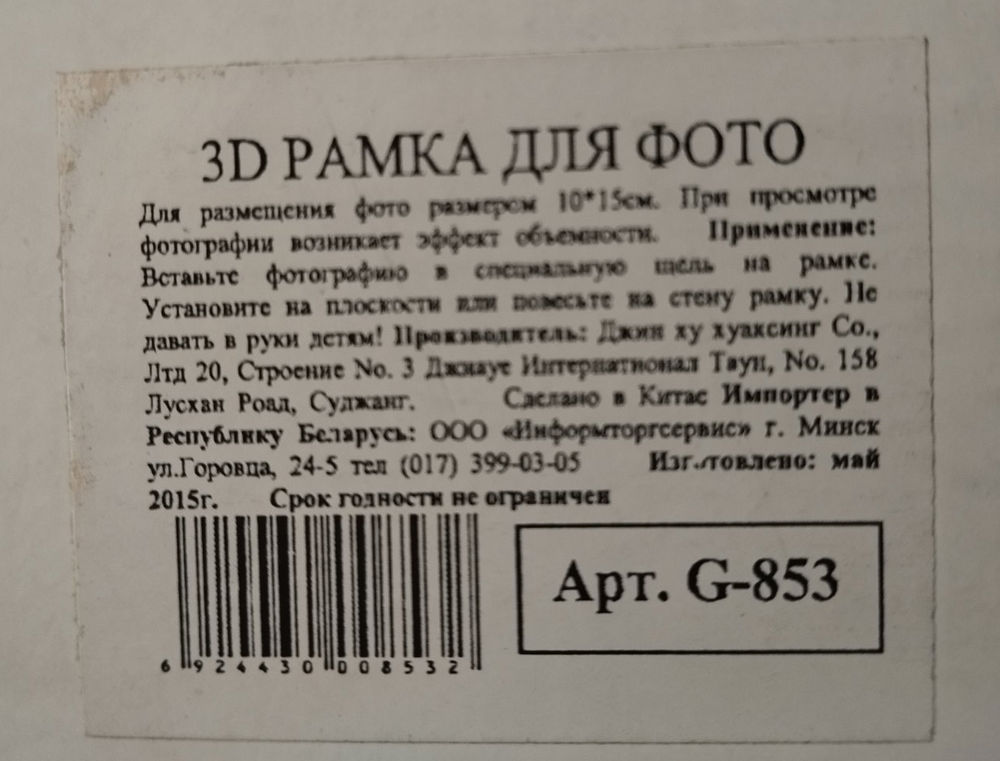 3D РАМКА ДЛЯ ФОТО
Для размещения фото размером 10*15см. При просмотре
фотографии возникает эффект объемности. Применение:
Вставьте фотографию в специальную щель на рамке.
Установите на плоскости или повесьте на стену рамку. Не
давать в руки детям! Производитель: Джин ху хуаксинг Со.,
Лтд 20, Строение No. 3 Джиаус Интернатионал Таун, No. 158
Лусхан Роад, Суджанг. Сделано в Китае Импортер в
Республику Беларусь: ООО «Информторгсервис» г. Минск
ул.Горовца, 24-5 тел (017) 399-03-05 Изготовлено: май
2015г. Срок годности не ограничен
6 924430 008532
Арт. G-853